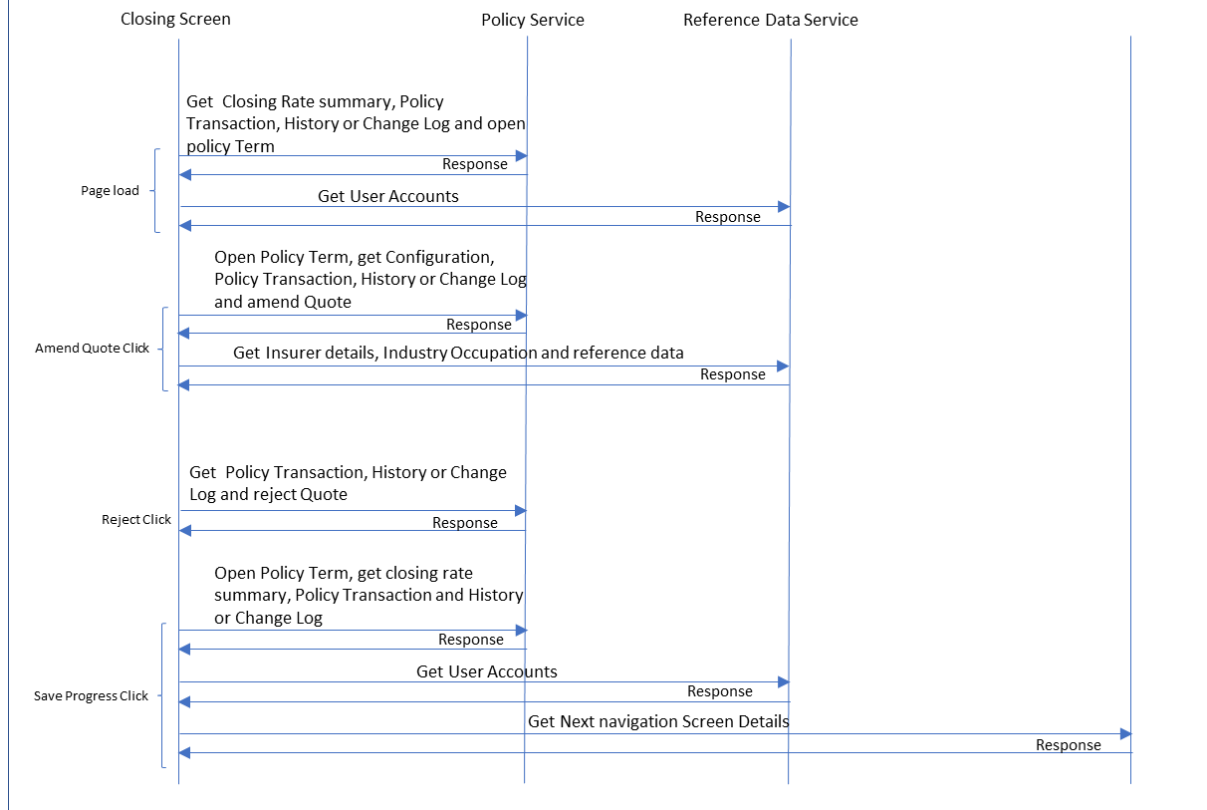 Closing Screen
Policy Service
Reference Data Service
Get Closing Rate summary, Policy
Transaction, History or Change Log and open
policy Term
Response
Page load
Get User Accounts
Response
Open Policy Term, get Configuration,
Policy Transaction, History or Change Log
and amend Quote
Response
Amend Quote Click
Get Insurer details, Industry Occupation and reference data
Response
Get Policy Transaction, History or Change
Log and reject Quote
Reject Click
Response
Open Policy Term, get closing rate
summary, Policy Transaction and History
or Change Log
Response
Get User Accounts
Save Progress Click
Response
Get Next navigation Screen Details
Response